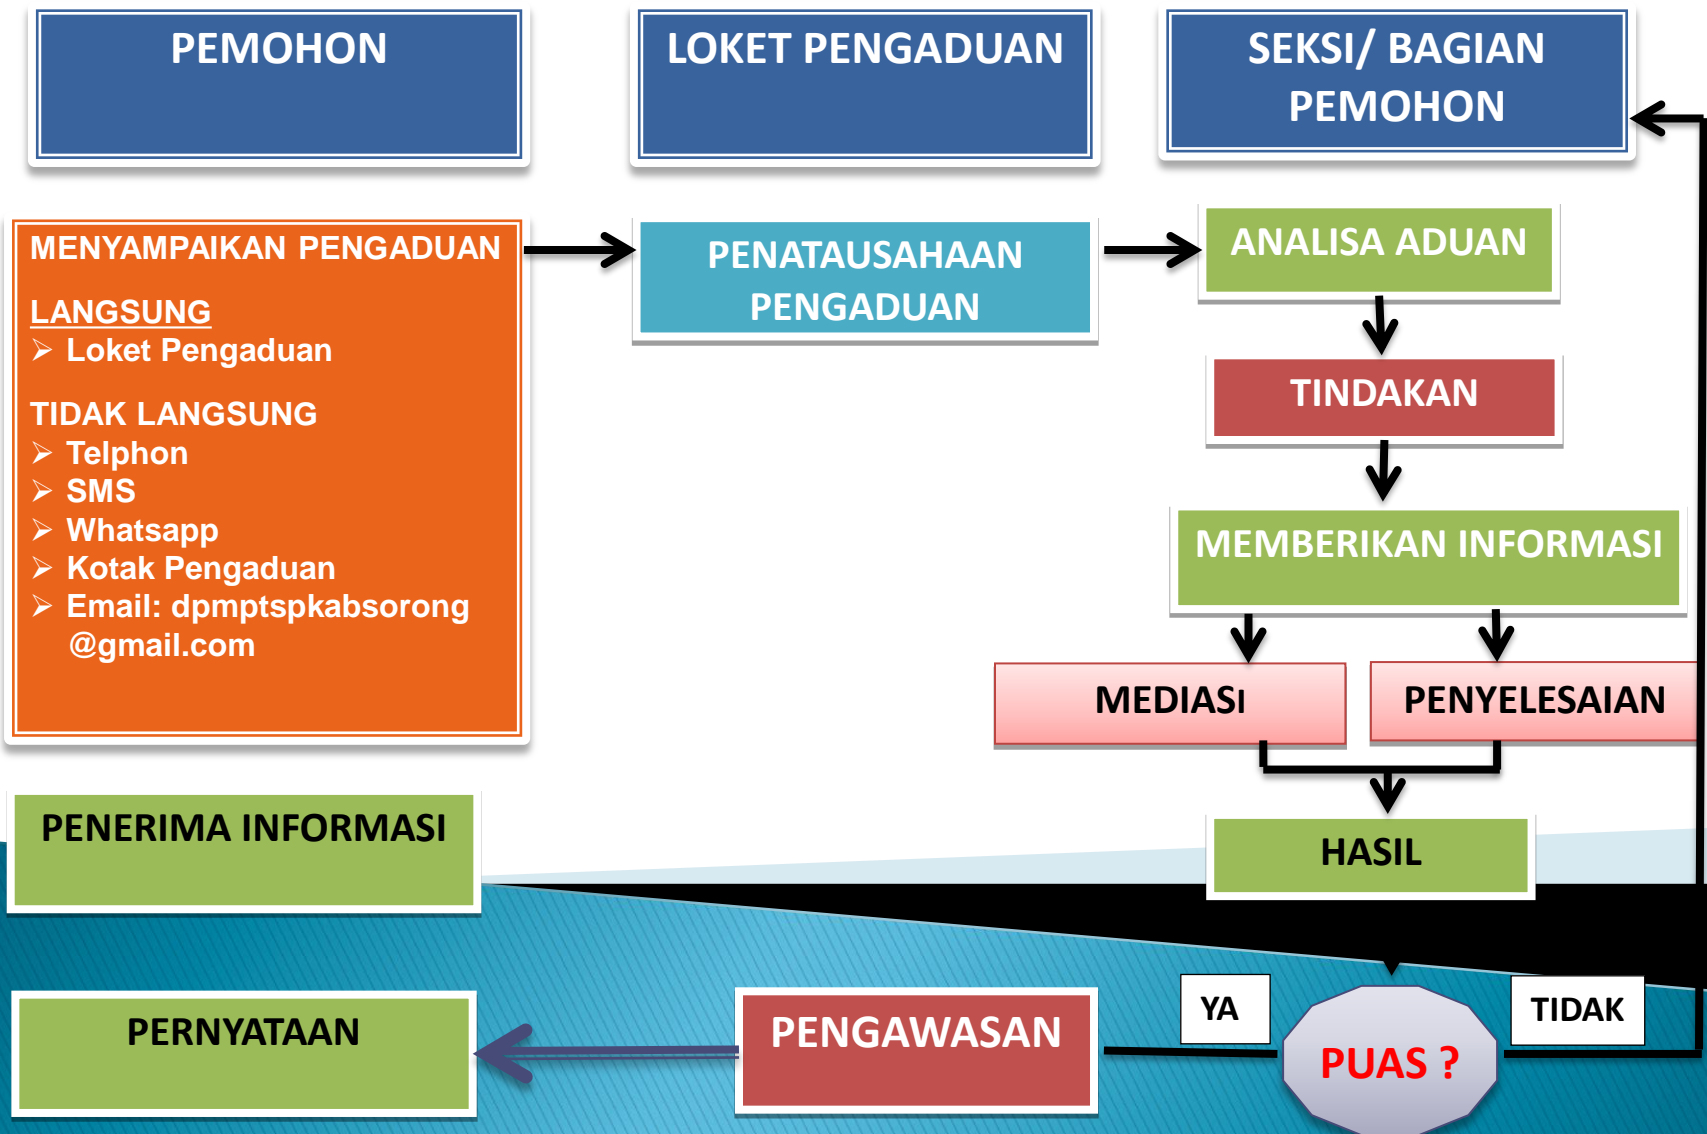 PEMOHON
LOKET PENGADUAN
SEKSI/ BAGIAN
PEMOHON
MENYAMPAIKAN PENGADUAN
LANGSUNG
➢ Loket Pengaduan
TIDAK LANGSUNG
➢ Telphon
➢ SMS
➢ Whatsapp
➢ Kotak Pengaduan
➢ Email: dpmptspkabsorong
@gmail.com
PENATAUSAHAAN
PENGADUAN
ANALISA ADUAN
TINDAKAN
MEMBERIKAN INFORMASI
MEDIASI
PENYELESAIAN
HASIL
PENERIMA INFORMASI
PERNYATAAN
PENGAWASAN
YA
PUAS ?
TIDAK